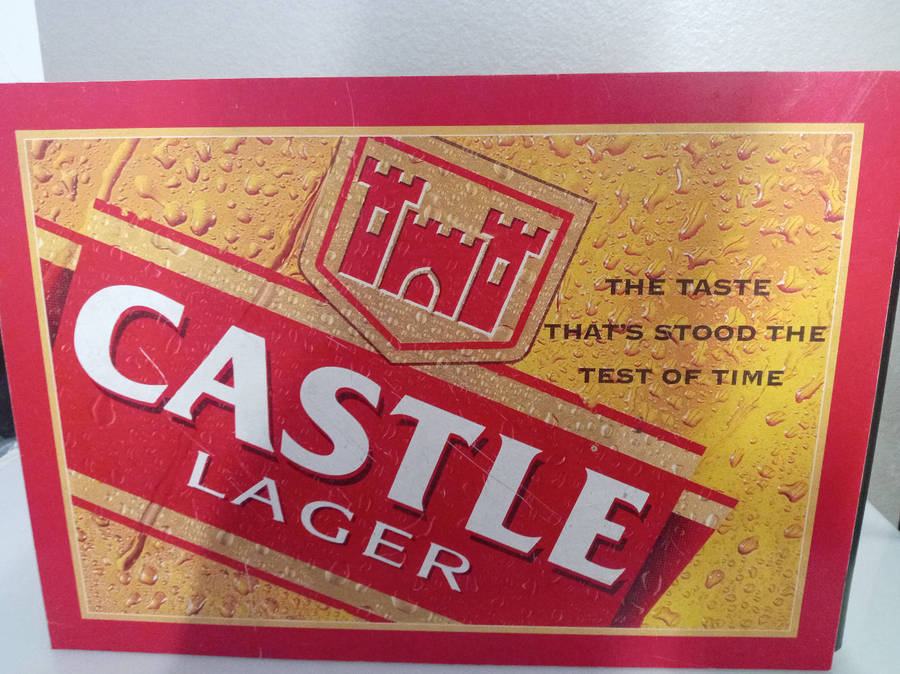 CASTLE
LAGER
THE TASTE
THAT'S STOOD THE
TEST OF TIME